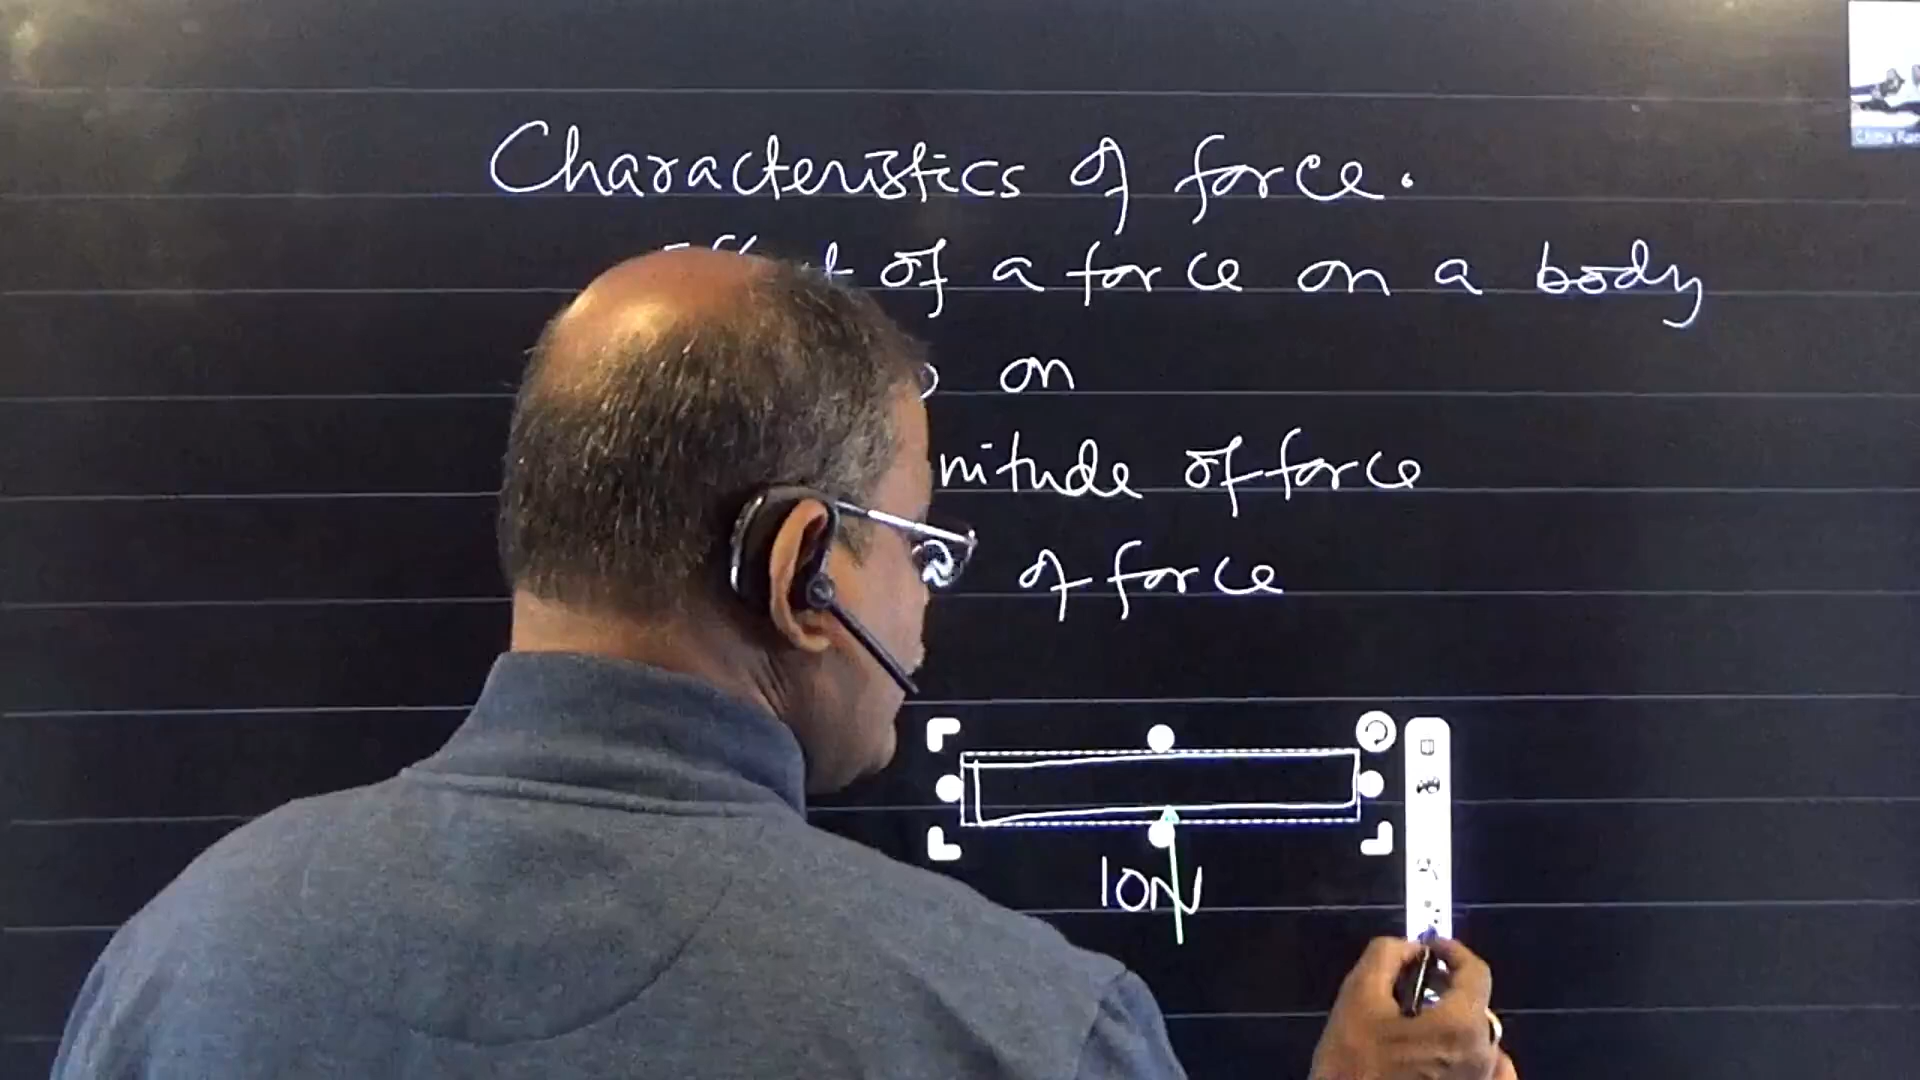 Characteristics of force.
of a force on a body
on
nitude of force
of force
10N